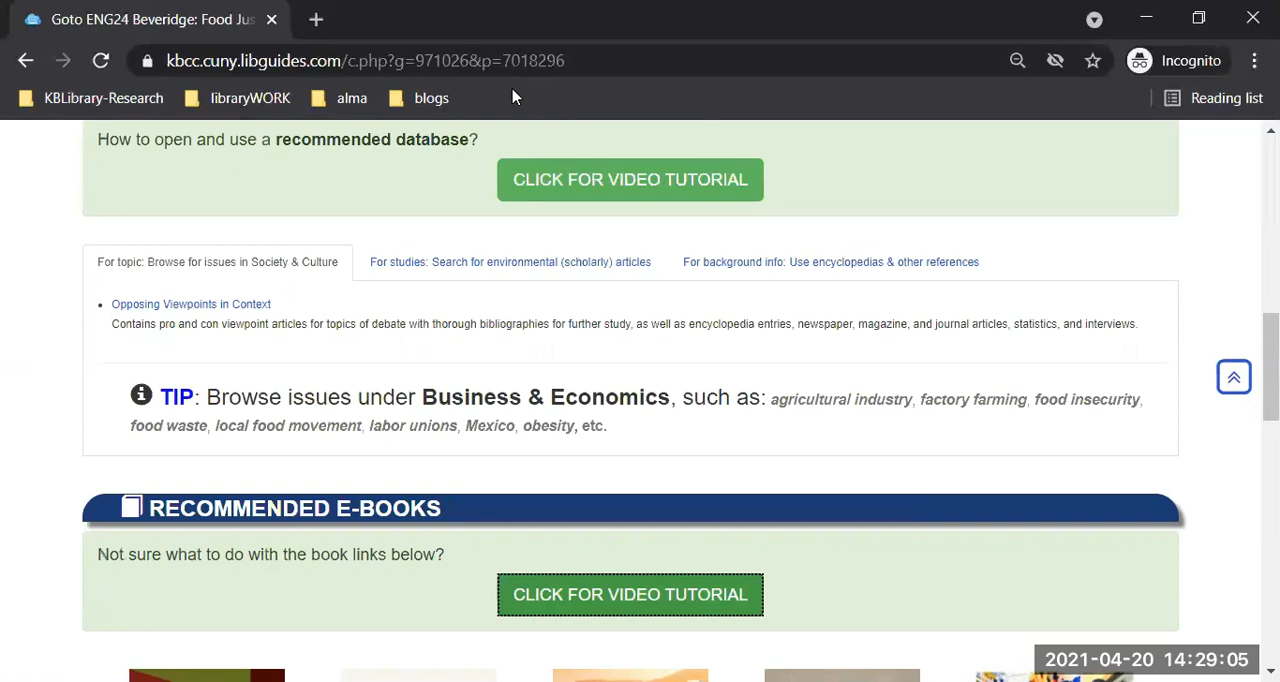 Goto ENG24 Beveridge: Food Jus
kbcc.cuny.libguides.com/c.php?g=971026&p=7018296
Incognito
KBLibrary-Research libraryWORK alma blogs Reading list
How to open and use a recommended database?
CLICK FOR VIDEO TUTORIAL
For topic: Browse for issues in Society & Culture For studies: Search for environmental (scholarly) articles For background info: Use encyclopedias & other references
• Opposing Viewpoints in Context
Contains pro and con viewpoint articles for topics of debate with thorough bibliographies for further study, as well as encyclopedia entries, newspaper, magazine, and journal articles, statistics, and interviews.
TIP: Browse issues under Business & Economics, such as: agricultural industry, factory farming, food insecurity,
food waste, local food movement, labor unions, Mexico, obesity, etc.
RECOMMENDED E-BOOKS
Not sure what to do with the book links below?
CLICK FOR VIDEO TUTORIAL
2021-04-20 14:29:05